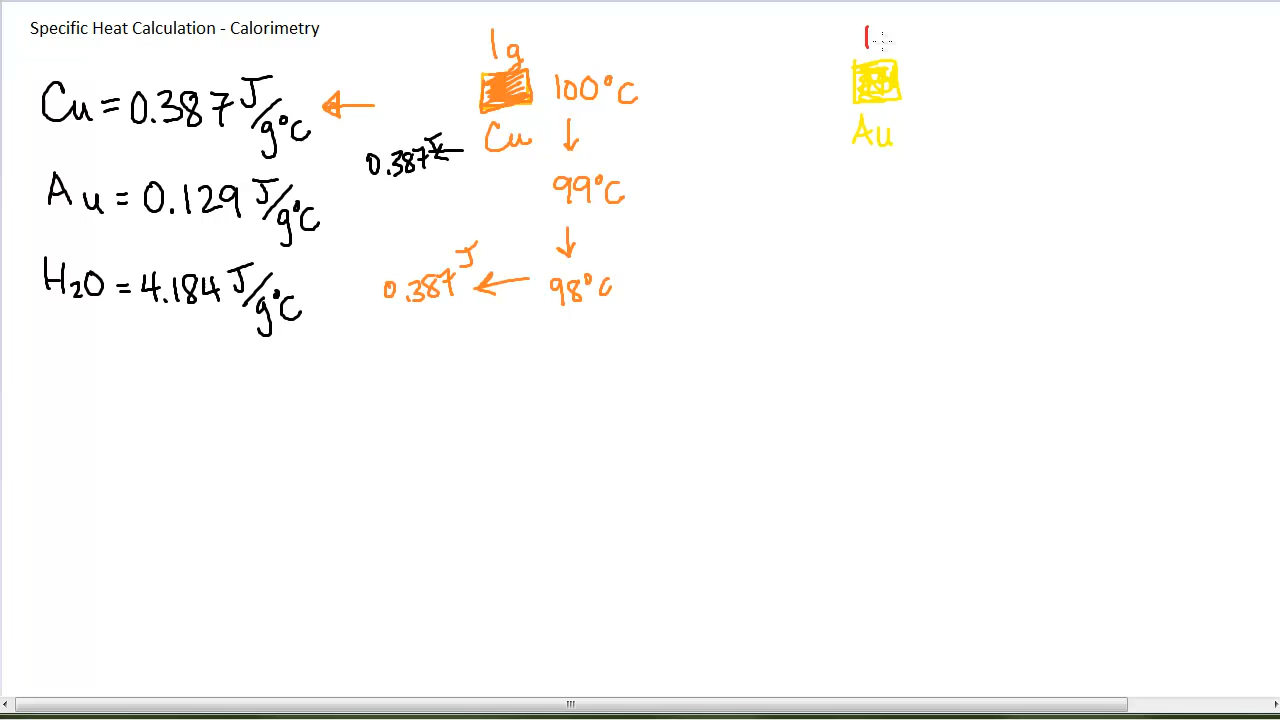 Specific Heat Calculation - Calorimetry
Cu = 0.387 J/g°C
Au = 0.129 J/g°C
H2O = 4.184 J/g°C
1g
Cu
100°C
0.387 J
99°C
0.387 J
98°C
1
Au